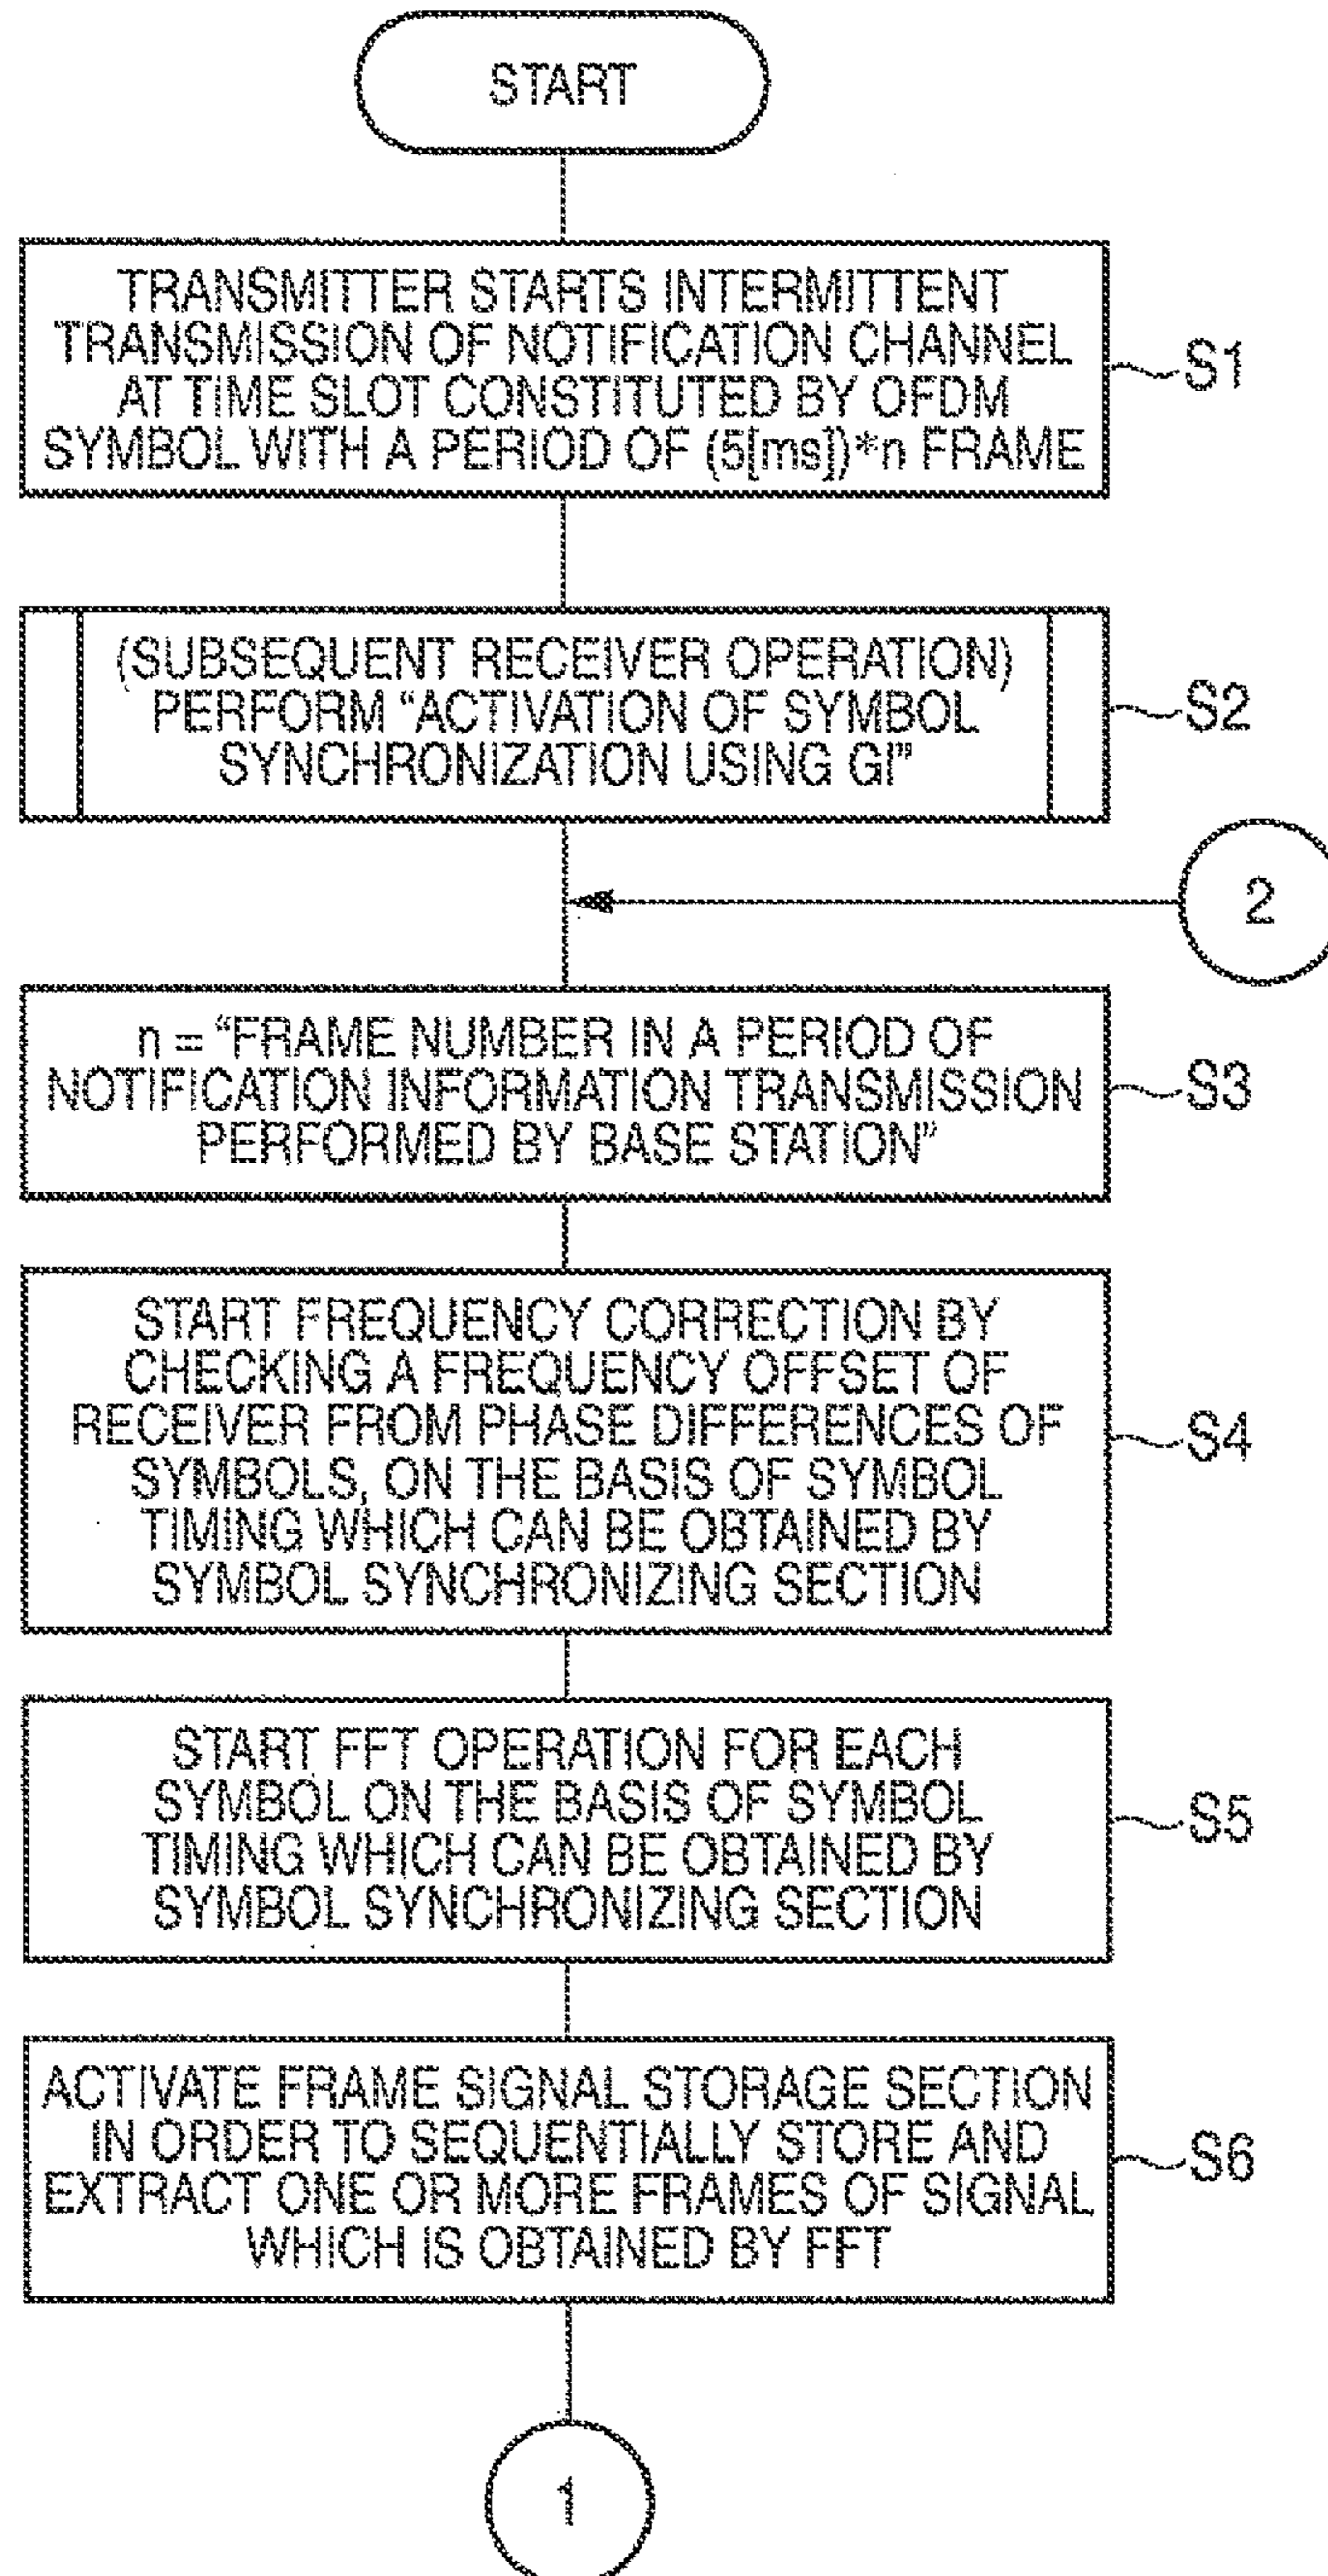 START
TRANSMITTER STARTS INTERMITTENT
TRANSMISSION OF NOTIFICATION CHANNEL
AT TIME SLOT CONSTITUTED BY OFDM
SYMBOL WITH A PERIOD OF (5[ms])*n FRAME
S1
(SUBSEQUENT RECEIVER OPERATION)
PERFORM “ACTIVATION OF SYMBOL
SYNCHRONIZATION USING GI”
S2
2
n = “FRAME NUMBER IN A PERIOD OF
NOTIFICATION INFORMATION TRANSMISSION
PERFORMED BY BASE STATION”
S3
START FREQUENCY CORRECTION BY
CHECKING A FREQUENCY OFFSET OF
RECEIVER FROM PHASE DIFFERENCES OF
SYMBOLS, ON THE BASIS OF SYMBOL
TIMING WHICH CAN BE OBTAINED BY
SYMBOL SYNCHRONIZING SECTION
S4
START FFT OPERATION FOR EACH
SYMBOL ON THE BASIS OF SYMBOL
TIMING WHICH CAN BE OBTAINED BY
SYMBOL SYNCHRONIZING SECTION
S5
ACTIVATE FRAME SIGNAL STORAGE SECTION
IN ORDER TO SEQUENTIALLY STORE AND
EXTRACT ONE OR MORE FRAMES OF SIGNAL
WHICH IS OBTAINED BY FFT
S6
1